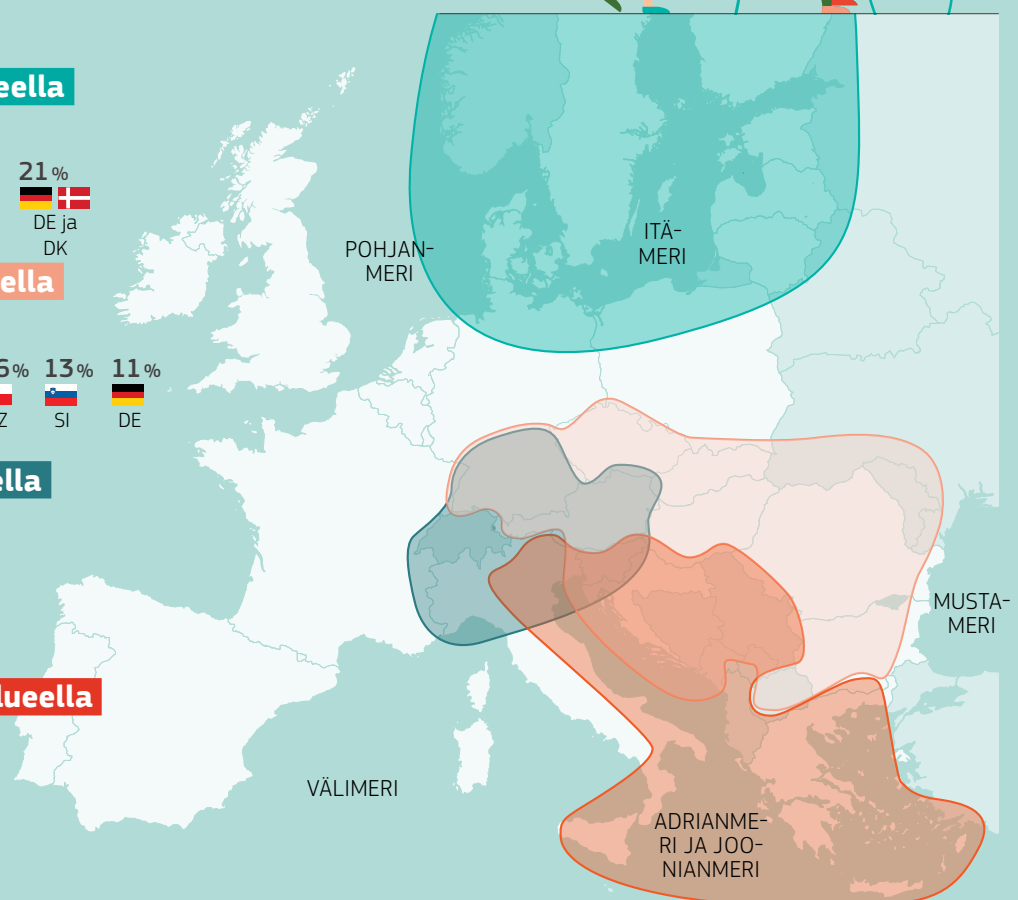 eella
21 %
DE ja
DK
ella
6 % 13 % 11 %
Z SI DE
ella
lueella
POHJAN-
MERI
ITÄ-
MERI
MUSTA-
MERI
VÄLIMERI
ADRIANME-
RI JA JOO-
NIANMERI